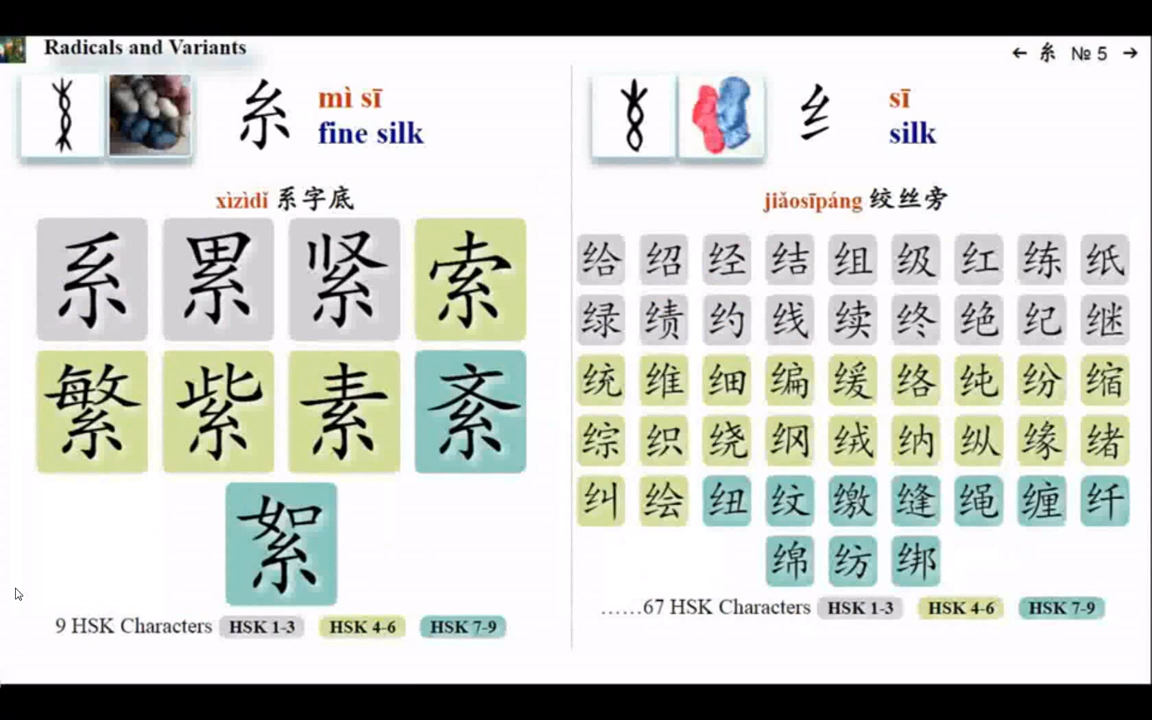 Radicals and Variants
← 糸 № 5 →
糸 mì sī
fine silk
xìzìdǐ 系字底
系 累 紧 索
繁 紫 素 紊
絮
9 HSK Characters HSK 1-3 HSK 4-6 HSK 7-9
纟 sī
silk
jiǎosīpáng 绞丝旁
给 绍 经 结 组 级 红 练 纸
绿 绩 约 线 续 终 绝 纪 继
统 维 细 编 缓 络 纯 纷 缩
综 织 绕 纲 绒 纳 纵 缘 绪
纠 绘 纽 纹 缴 缝 绳 缠 纤
绵 纺 绑
......67 HSK Characters HSK 1-3 HSK 4-6 HSK 7-9